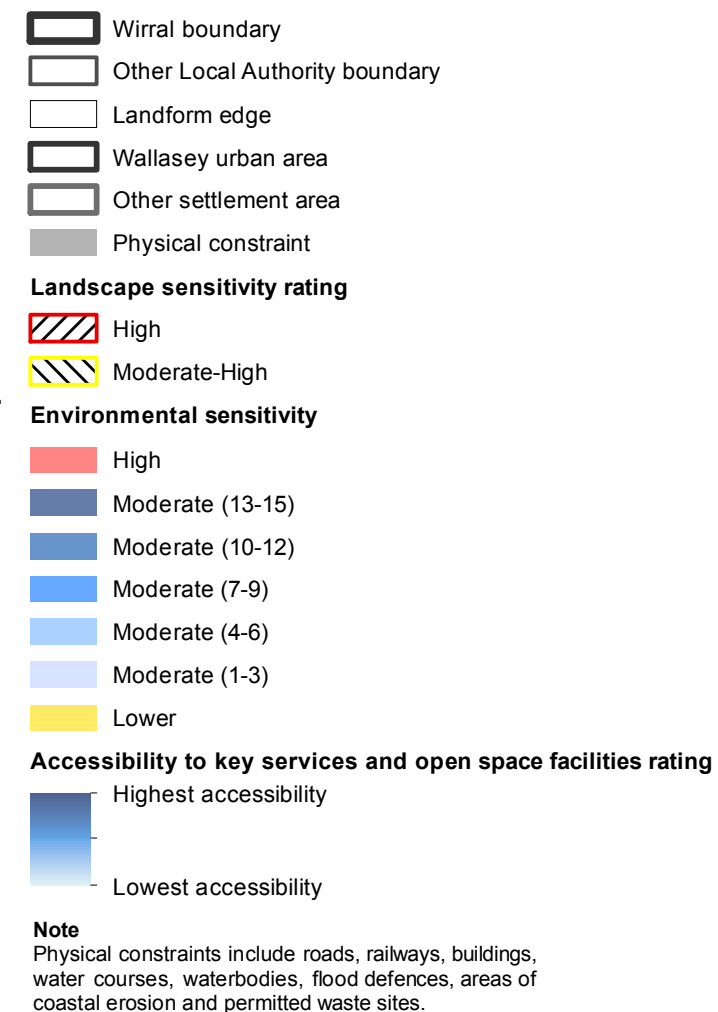 Wirral boundary
Other Local Authority boundary
Landform edge
Wallasey urban area
Other settlement area
Physical constraint
Landscape sensitivity rating
High
Moderate-High
Environmental sensitivity
High
Moderate (13-15)
Moderate (10-12)
Moderate (7-9)
Moderate (4-6)
Moderate (1-3)
Lower
Accessibility to key services and open space facilities rating
Highest accessibility
Lowest accessibility
Note
Physical constraints include roads, railways, buildings,
water courses, waterbodies, flood defences, areas of
coastal erosion and permitted waste sites.